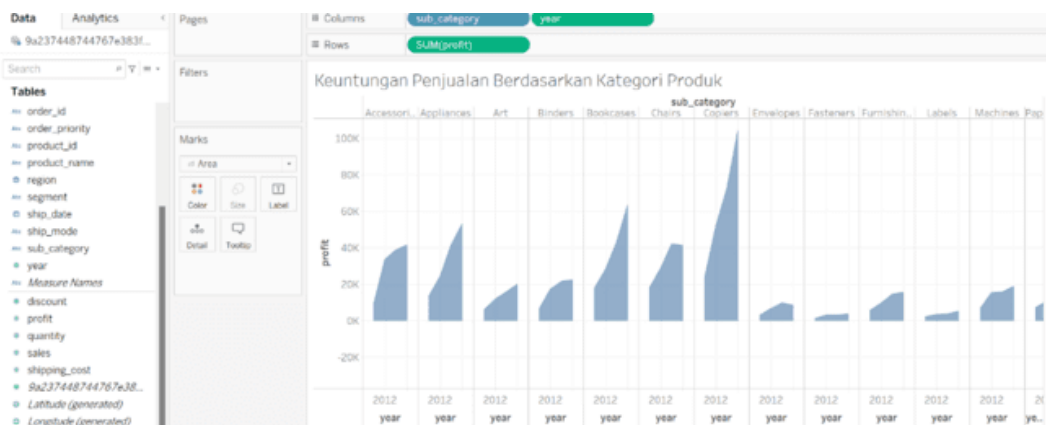 Data Analytics Pages Columns sub_category year
9a237448744767e383f...
Rows SUM(profit)
Search
Filters
Tables
order_id
order_priority
product_id
product_name
region
segment
ship_date
ship_mode
sub_category
year
Measure Names
discount
profit
quantity
sales
shipping_cost
9a237448744767e38...
Latitude (generated)
Longitude (generated)
Marks
Area
Color Size Label
Detail Tooltip
Keuntungan Penjualan Berdasarkan Kategori Produk
sub_category
Accessori.. Appliances Art Binders Bookcases Chairs Copiers Envelopes Fasteners Furnishin.. Labels Machines Pap
100K
80K
60K
40K
20K
0K
-20K
profit
2012 2012 2012 2012 2012 2012 2012 2012 2012 2012 2012 2012 20
year year year year year year year year year year year year ye..